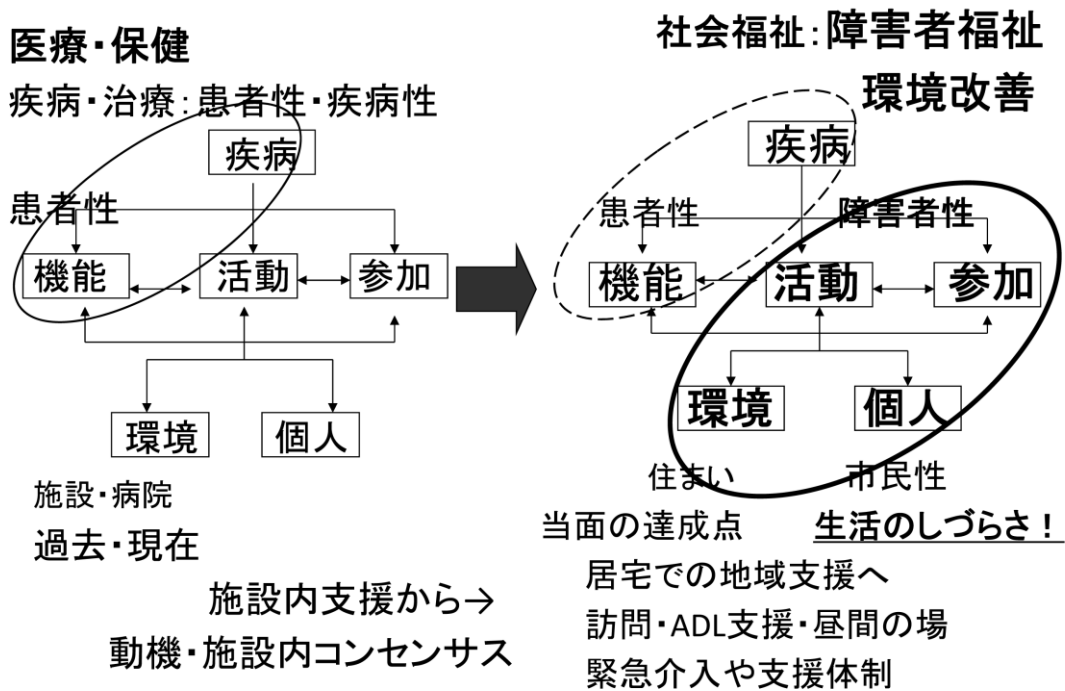 医療・保健
疾病・治療：患者性・疾病性
疾病
患者性
機能
活動
参加
環境
個人
施設・病院
過去・現在
施設内支援から→
動機・施設内コンセンサス
社会福祉：障害者福祉
環境改善
疾病
患者性
障害者性
機能
活動
参加
環境
個人
住まい
市民性
当面の達成点
生活のしづらさ！
居宅での地域支援へ
訪問・ADL支援・昼間の場
緊急介入や支援体制